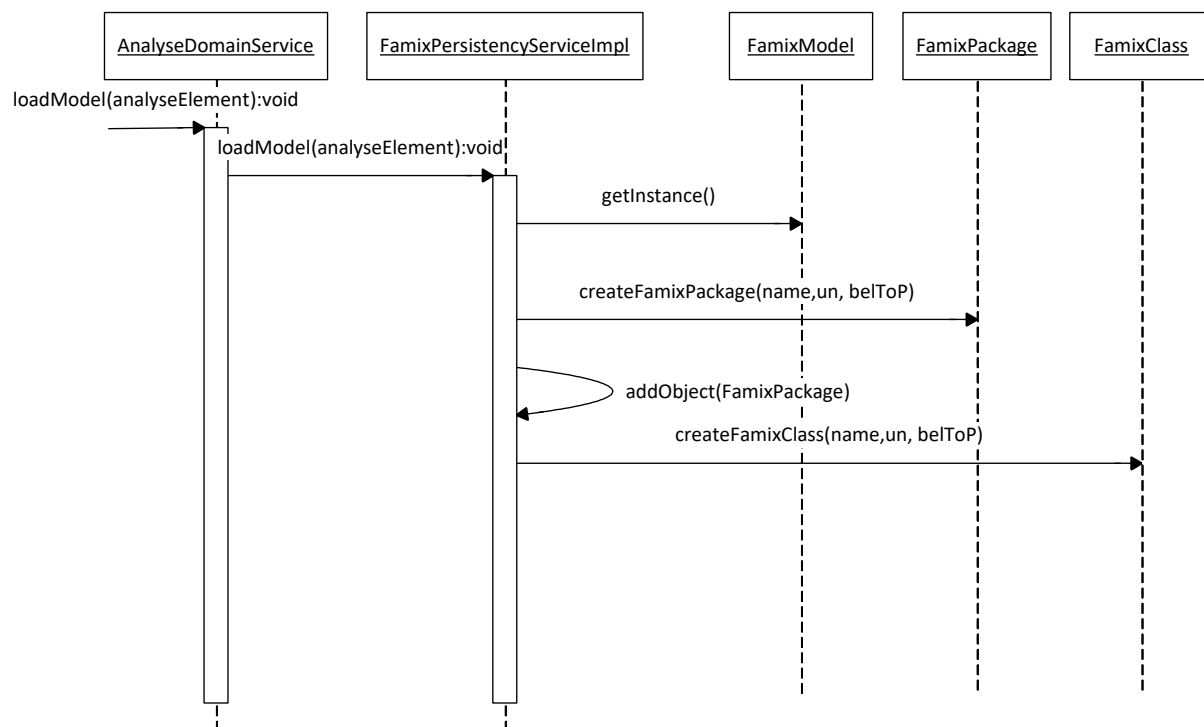 AnalyseDomainService
FamixPersistencyServiceImpl
FamixModel
FamixPackage
FamixClass
loadModel(analyseElement):void
loadModel(analyseElement):void
getInstance()
createFamixPackage(name,un, belToP)
addObject(FamixPackage)
createFamixClass(name,un, belToP)